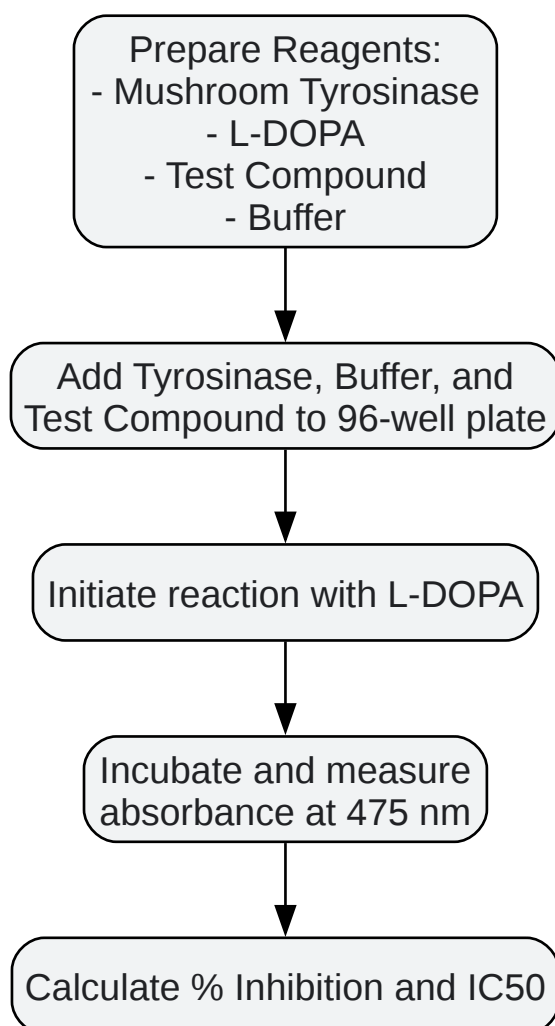 Prepare Reagents:
- Mushroom Tyrosinase
- L-DOPA
- Test Compound
- Buffer
Add Tyrosinase, Buffer, and
Test Compound to 96-well plate
Initiate reaction with L-DOPA
Incubate and measure
absorbance at 475 nm
Calculate % Inhibition and IC50